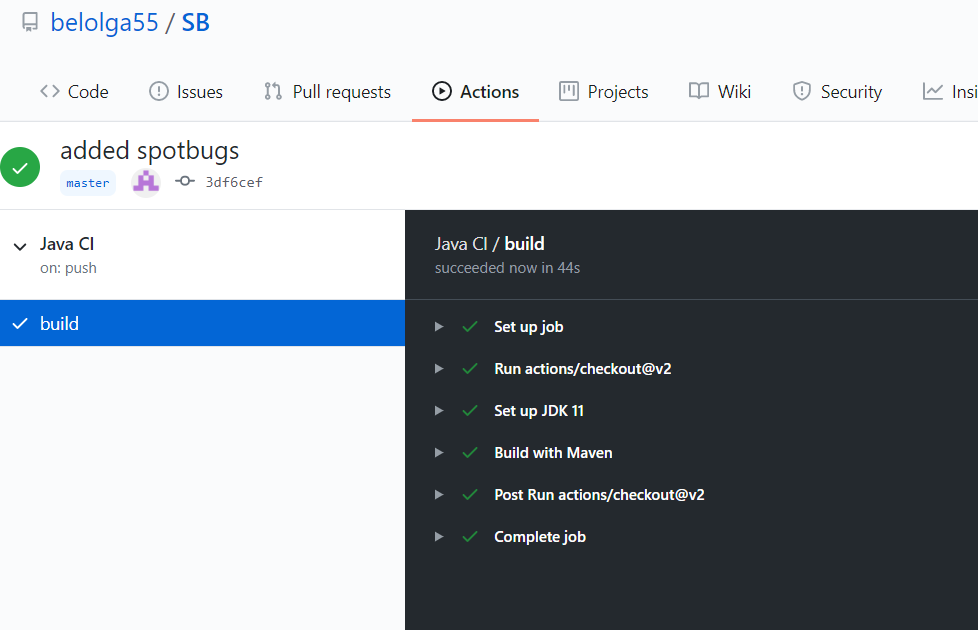 belolga55 / SB
Code Issues Pull requests Actions Projects Wiki Security Insi
added spotbugs
master 3df6cef
Java CI
on: push
build
Java CI / build
succeeded now in 44s
Set up job
Run actions/checkout@v2
Set up JDK 11
Build with Maven
Post Run actions/checkout@v2
Complete job